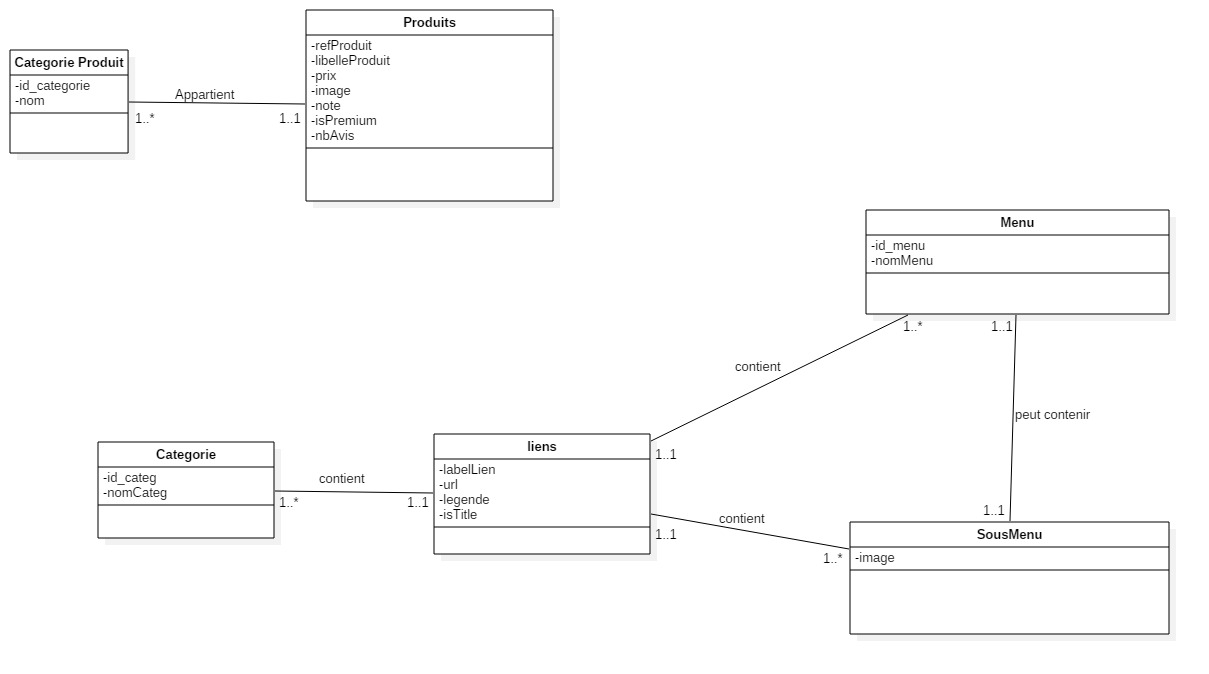 Produits
-refProduit
-libelleProduit
-prix
-image
-note
-isPremium
-nbAvis
Categorie Produit
-id_categorie
-nom
Appartient
1..*
1..1
Menu
-id_menu
-nomMenu
1..*
1..1
contient
peut contenir
Categorie
-id_categ
-nomCateg
contient
1..*
1..1
liens
-labelLien
-url
-legende
-isTitle
1..1
contient
1..1
1..*
1..1
SousMenu
-image